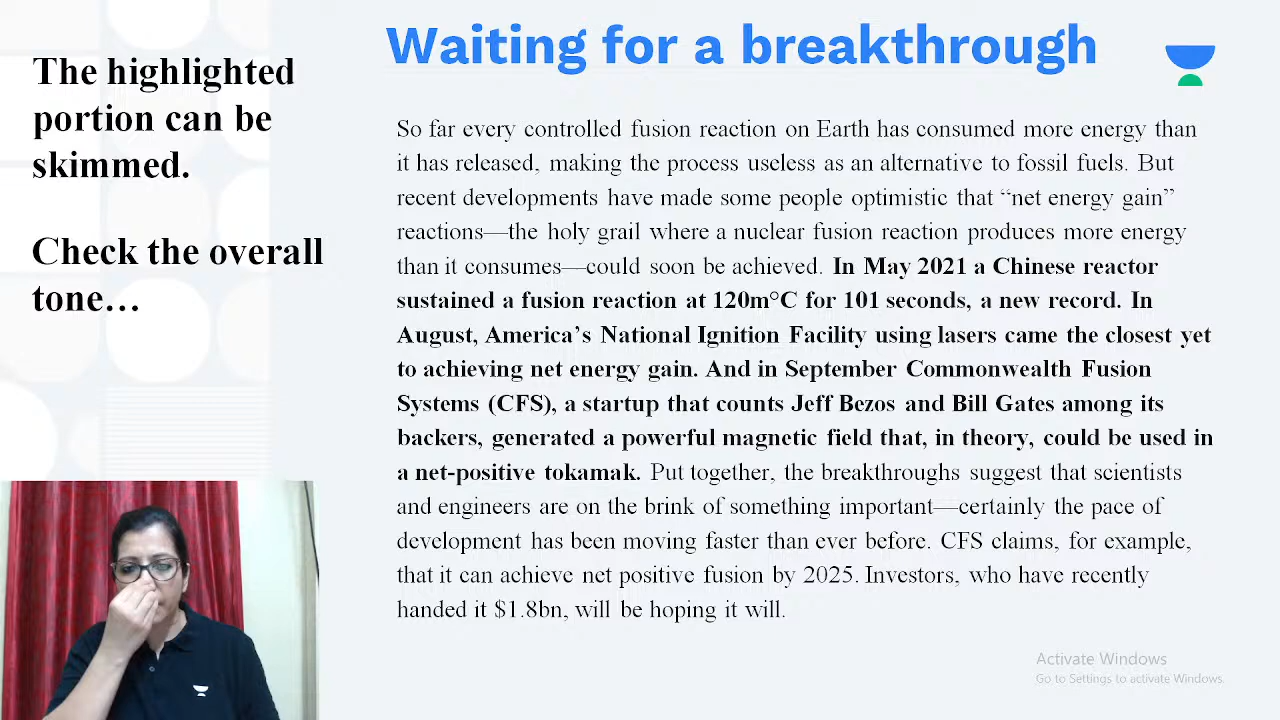 Waiting for a breakthrough
The highlighted
portion can be
skimmed.
Check the overall
tone…
So far every controlled fusion reaction on Earth has consumed more energy than
it has released, making the process useless as an alternative to fossil fuels. But
recent developments have made some people optimistic that “net energy gain”
reactions—the holy grail where a nuclear fusion reaction produces more energy
than it consumes—could soon be achieved. In May 2021 a Chinese reactor
sustained a fusion reaction at 120m°C for 101 seconds, a new record. In
August, America’s National Ignition Facility using lasers came the closest yet
to achieving net energy gain. And in September Commonwealth Fusion
Systems (CFS), a startup that counts Jeff Bezos and Bill Gates among its
backers, generated a powerful magnetic field that, in theory, could be used in
a net-positive tokamak. Put together, the breakthroughs suggest that scientists
and engineers are on the brink of something important—certainly the pace of
development has been moving faster than ever before. CFS claims, for example,
that it can achieve net positive fusion by 2025. Investors, who have recently
handed it $1.8bn, will be hoping it will.
Activate Windows
Go to Settings to activate Windows.